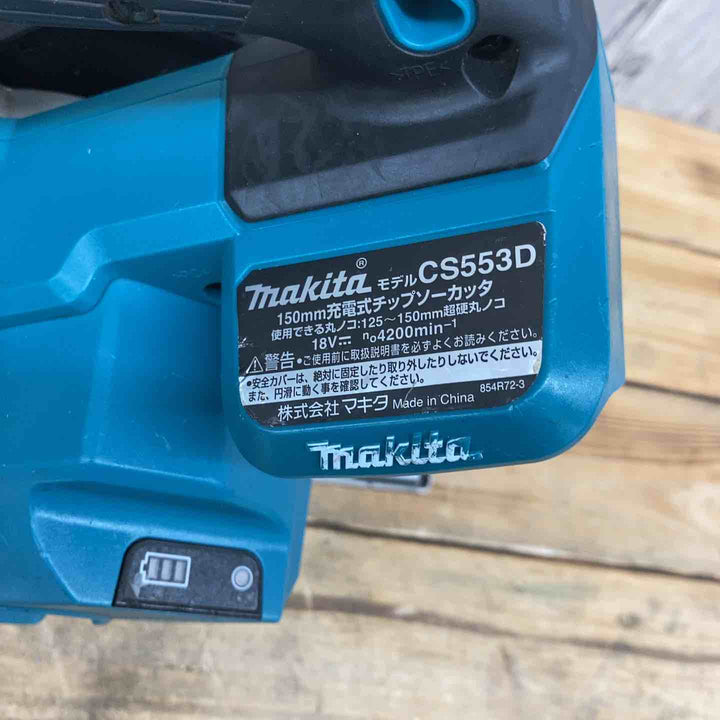 >TPE<
makita® モデル CS553D
150mm充電式チップソーカッタ
使用できる丸ノコ:125～150mm超硬丸ノコ
18V⎓ n₀4200min⁻¹
⚠警告 •ご使用前に取扱説明書を必ずよくお読みください。
•安全カバーは、絶対に固定したり取り外したりしないでください。
また、円滑に動く事を確認してください。 854R72-3
株式会社マキタ Made in China
makita